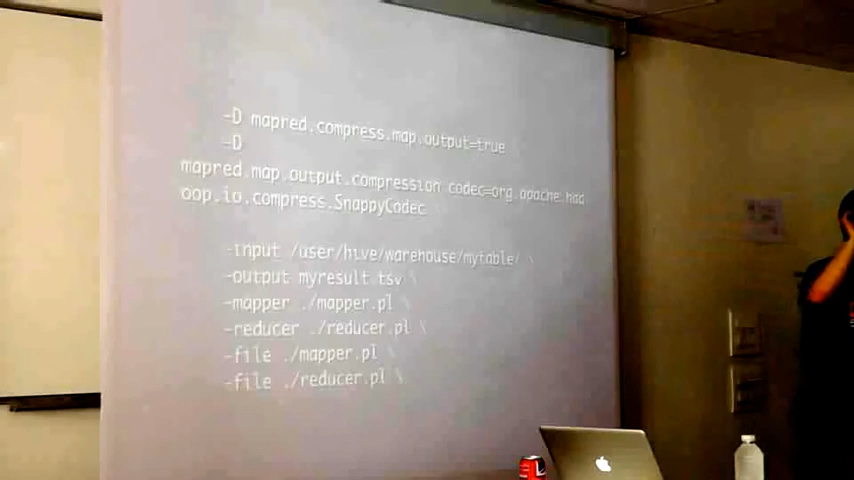 -D mapred.compress.map.output=true
-D
mapred.map.output.compression.codec=org.apache.had
oop.io.compress.SnappyCodec
-input /user/hive/warehouse/mytable/ \
-output myresult.tsv \
-mapper ./mapper.pl \
-reducer ./reducer.pl \
-file ./mapper.pl \
-file ./reducer.pl \